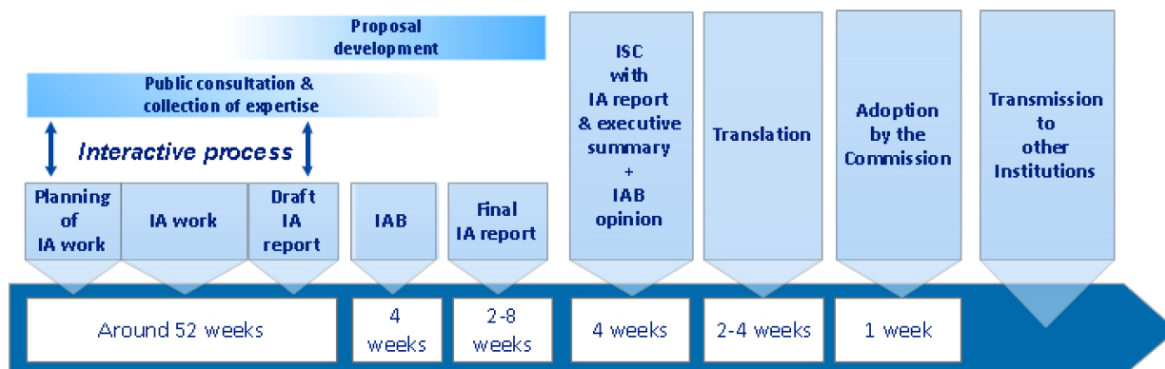 Proposal
development
Public consultation &
collection of expertise
Interactive process
Planning
of
IA work
IA work
Draft
IA
report
IAB
Final
IA report
ISC
with
IA report
& executive
summary
+
IAB
opinion
Translation
Adoption
by the
Commission
Transmission
to
other
Institutions
Around 52 weeks
4
weeks
2-8
weeks
4 weeks
2-4 weeks
1 week